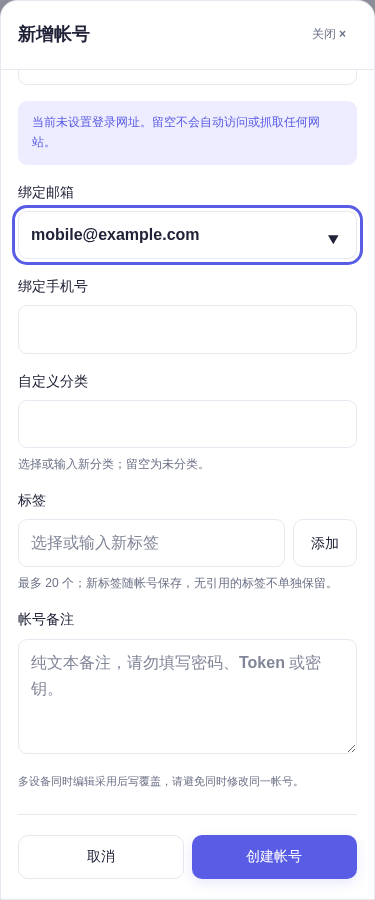 新增帐号
关闭 ×
当前未设置登录网址。留空不会自动访问或抓取任何网
站。
绑定邮箱
mobile@example.com
绑定手机号
自定义分类
选择或输入新分类；留空为未分类。
标签
选择或输入新标签
添加
最多 20 个；新标签随帐号保存，无引用的标签不单独保留。
帐号备注
纯文本备注，请勿填写密码、Token 或密
钥。
多设备同时编辑采用后写覆盖，请避免同时修改同一帐号。
取消
创建帐号